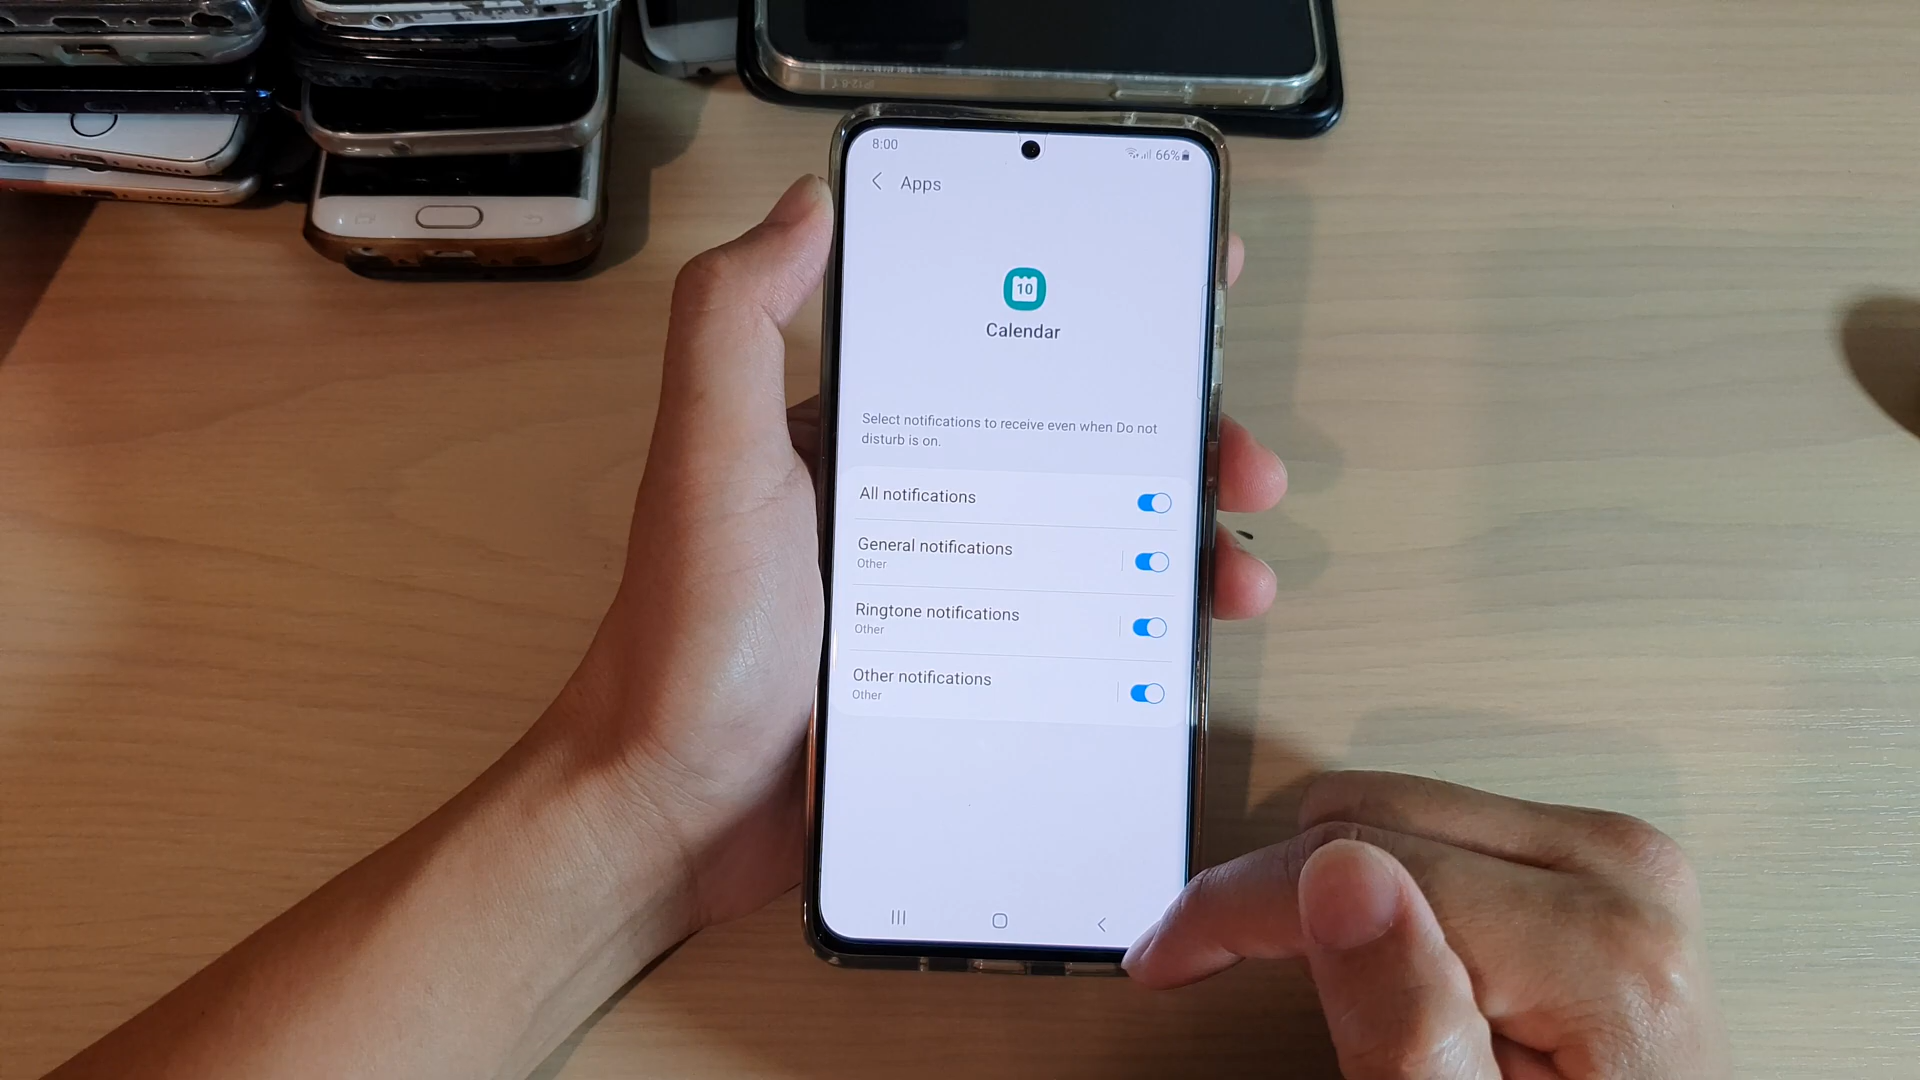 8:00
66%
Apps
10
Calendar
Select notifications to receive even when Do not
disturb is on.
All notifications
General notifications
Other
Ringtone notifications
Other
Other notifications
Other